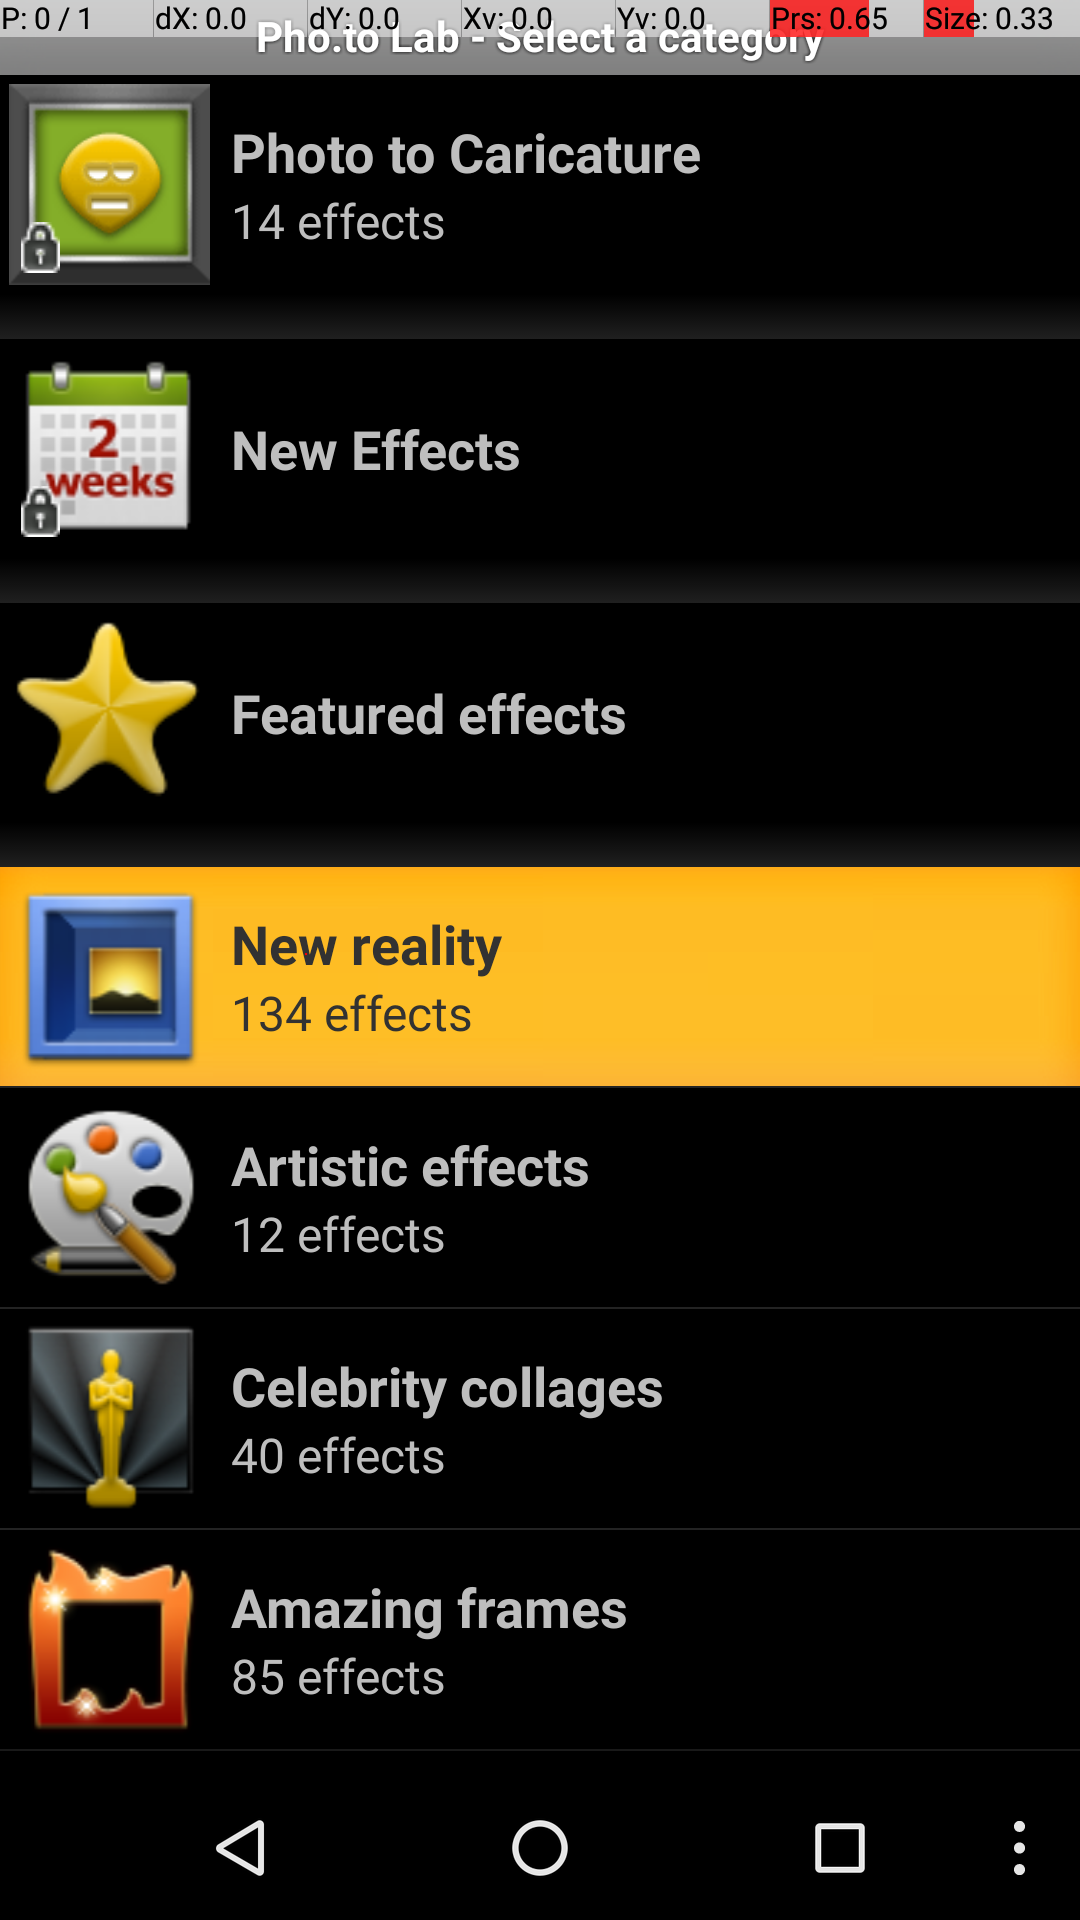 P: 0 / 1 dX: 0.0 dY: 0.0 Xv: 0.0 Yv: 0.0 Prs: 0.65 Size: 0.33
Pho.to Lab - Select a category
Photo to Caricature
14 effects
2
weeks
New Effects
Featured effects
New reality
134 effects
Artistic effects
12 effects
Celebrity collages
40 effects
Amazing frames
85 effects